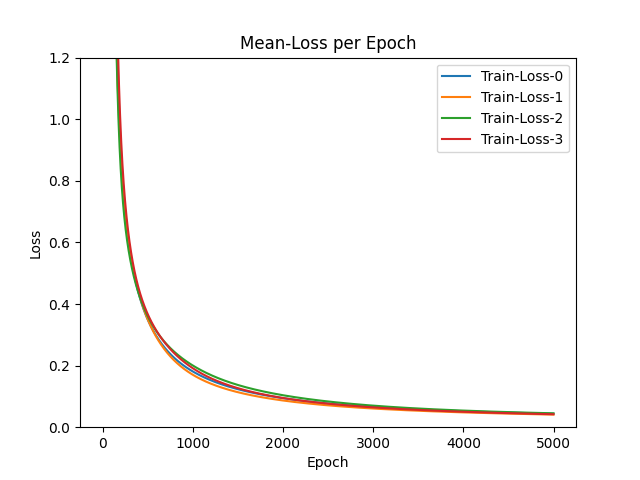 Mean-Loss per Epoch
1.2
1.0
0.8
0.6
0.4
0.2
0.0
Loss
Train-Loss-0
Train-Loss-1
Train-Loss-2
Train-Loss-3
0 1000 2000 3000 4000 5000
Epoch